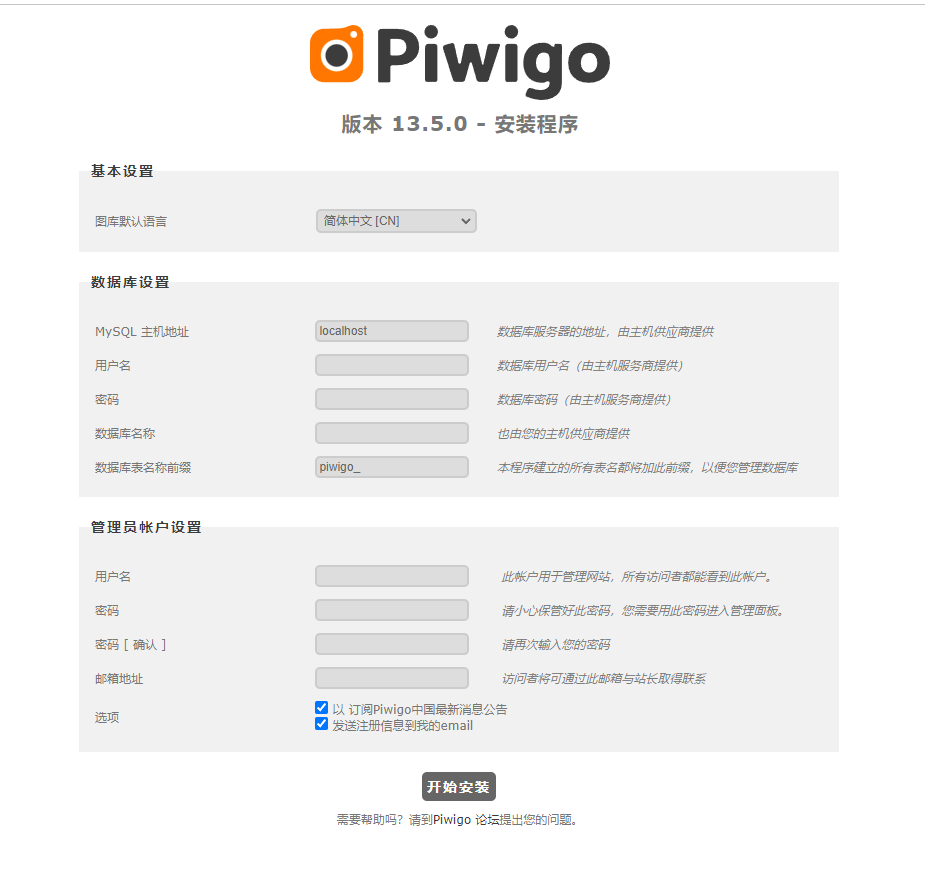 Piwigo
版本 13.5.0 - 安装程序
基本设置
图库默认语言 简体中文 [CN]
数据库设置
MySQL 主机地址 localhost 数据库服务器的地址，由主机供应商提供
用户名 数据库用户名（由主机服务商提供）
密码 数据库密码（由主机服务商提供）
数据库名称 也由您的主机供应商提供
数据库表名称前缀 piwigo_ 本程序建立的所有表名都将加此前缀，以便您管理数据库
管理员帐户设置
用户名 此帐户用于管理网站，所有访问者都能看到此帐户。
密码 请小心保管好此密码，您需要用此密码进入管理面板。
密码 [ 确认 ] 请再次输入您的密码
邮箱地址 访问者将可通过此邮箱与站长取得联系
选项 以 订阅Piwigo中国最新消息公告
发送注册信息到我的email
开始安装
需要帮助吗？请到Piwigo 论坛提出您的问题。